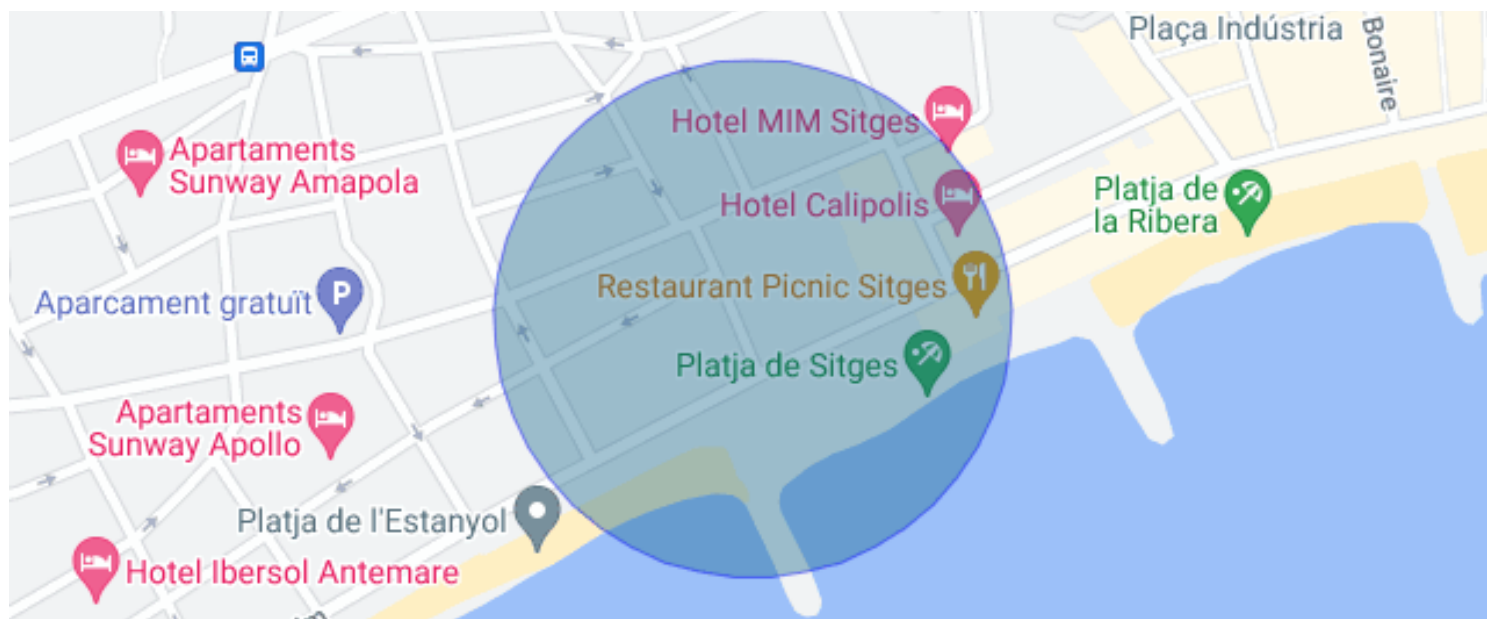 Plaça Indústria
Bonaire
Hotel MIM Sitges
Apartaments
Sunway Amapola
Hotel Calipolis
Platja de
la Ribera
Restaurant Picnic Sitges
Aparcament gratuït
P
Platja de Sitges
Apartaments
Sunway Apollo
Platja de l'Estanyol
Hotel Ibersol Antemare